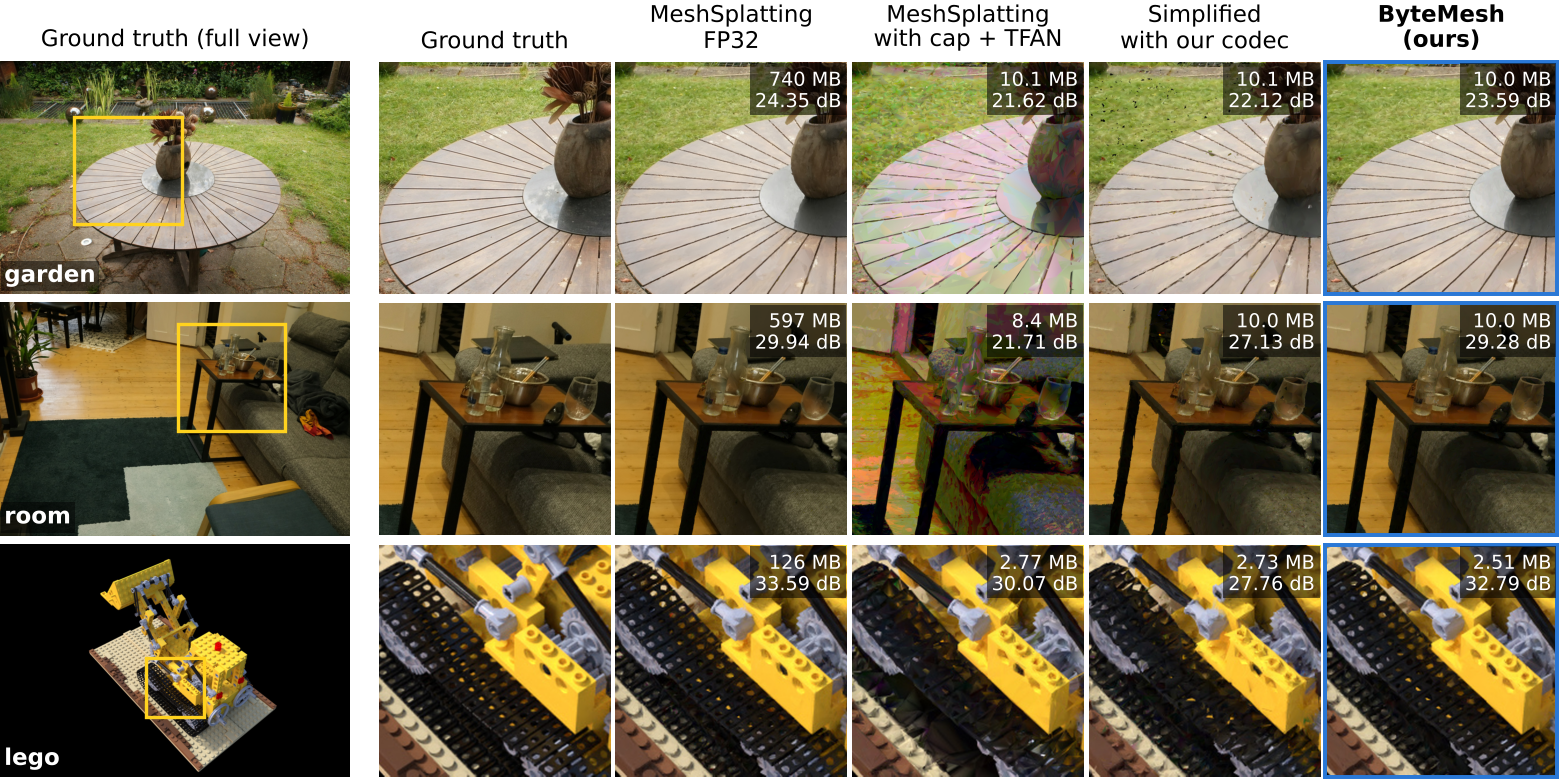 Ground truth (full view)
Ground truth
MeshSplatting
FP32
MeshSplatting
with cap + TFAN
Simplified
with our codec
ByteMesh
(ours)
garden
740 MB
24.35 dB
10.1 MB
21.62 dB
10.1 MB
22.12 dB
10.0 MB
23.59 dB
room
597 MB
29.94 dB
8.4 MB
21.71 dB
10.0 MB
27.13 dB
10.0 MB
29.28 dB
lego
126 MB
33.59 dB
2.77 MB
30.07 dB
2.73 MB
27.76 dB
2.51 MB
32.79 dB